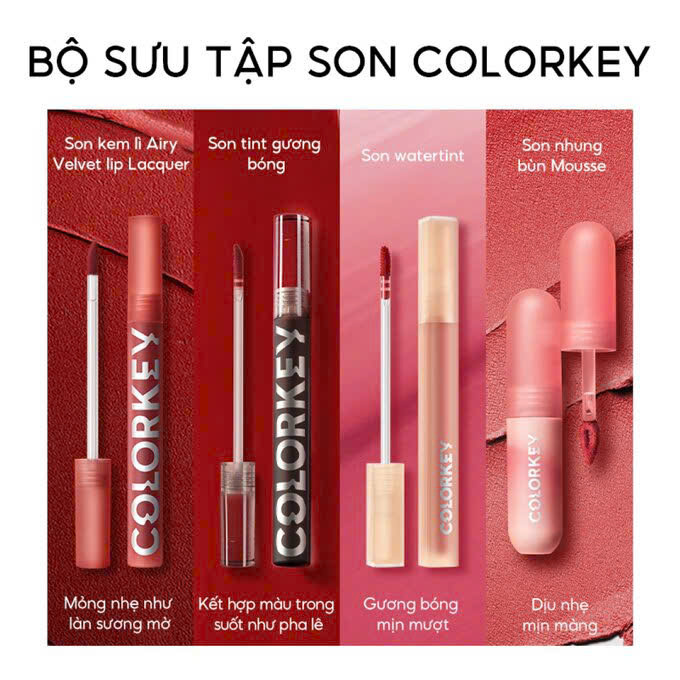 BỘ SƯU TẬP SON COLORKEY
Son kem lì Airy
Velvet lip Lacquer
Son tint gương
bóng
Son watertint
Son nhung
bùn Mousse
COLORKEY
COLORKEY
COLORKEY
COLORKEY
Mỏng nhẹ như
làn sương mờ
Kết hợp màu trong
suốt như pha lê
Gương bóng
mịn mượt
Dịu nhẹ
mịn màng